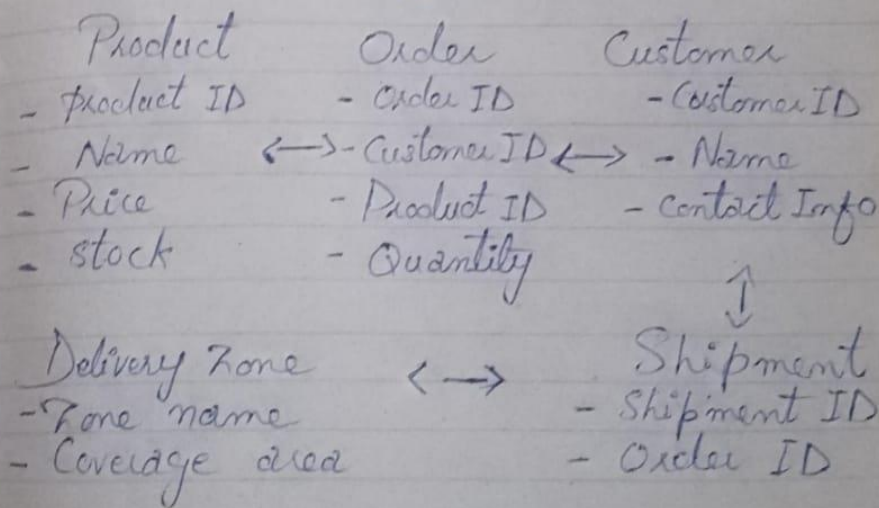 Product
- product ID
- Name
- Price
- stock
<-->
Order
- Order ID
- Customer ID
- Product ID
- Quantity
<-->
Customer
- Customer ID
- Name
- Contact Info
Delivery Zone
- Zone name
- Coverage area
<-->
Shipment
- Shipment ID
- Order ID